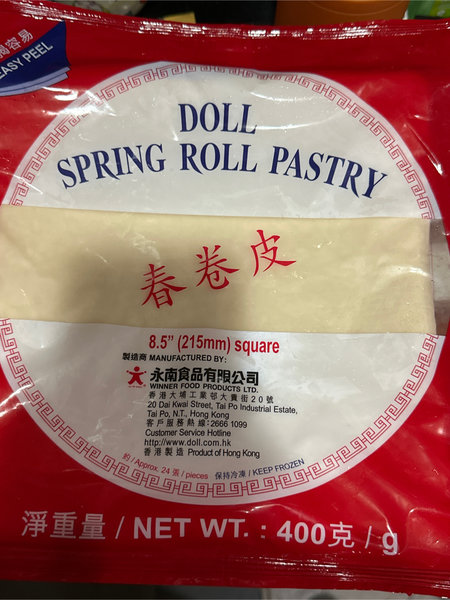 易
EASY PEEL
DOLL
SPRING ROLL PASTRY
春卷皮
8.5" (215mm) square
製造商 MANUFACTURED BY:
永南食品有限公司
WINNER FOOD PRODUCTS LTD.
香港大埔工業邨大貴街20號
20 Dai Kwai Street, Tai Po Industrial Estate,
Tai Po, N.T., Hong Kong
客戶服務熱線:2666 1099
Customer Service Hotline
http://www.doll.com.hk
香港製造 Product of Hong Kong
約 / Approx. 24 張 / pieces 保持冷凍 / KEEP FROZEN
淨重量 / NET WT. : 400克 / g